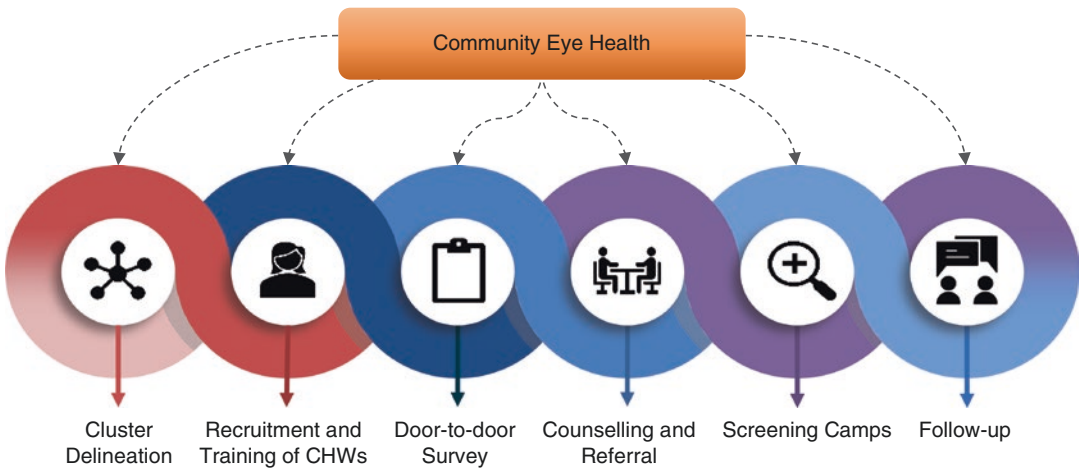 Community Eye Health
Cluster
Delineation
Recruitment and
Training of CHWs
Door-to-door
Survey
Counselling and
Referral
Screening Camps
Follow-up